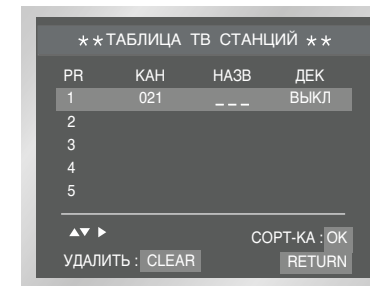 **ТАБЛИЦА ТВ СТАНЦИЙ**
PR КАН НАЗВ ДЕК
1 021 _ _ _ ВЫКЛ
2
3
4
5
▲▼ ▶ СОРТ-КА : OK
УДАЛИТЬ : CLEAR RETURN